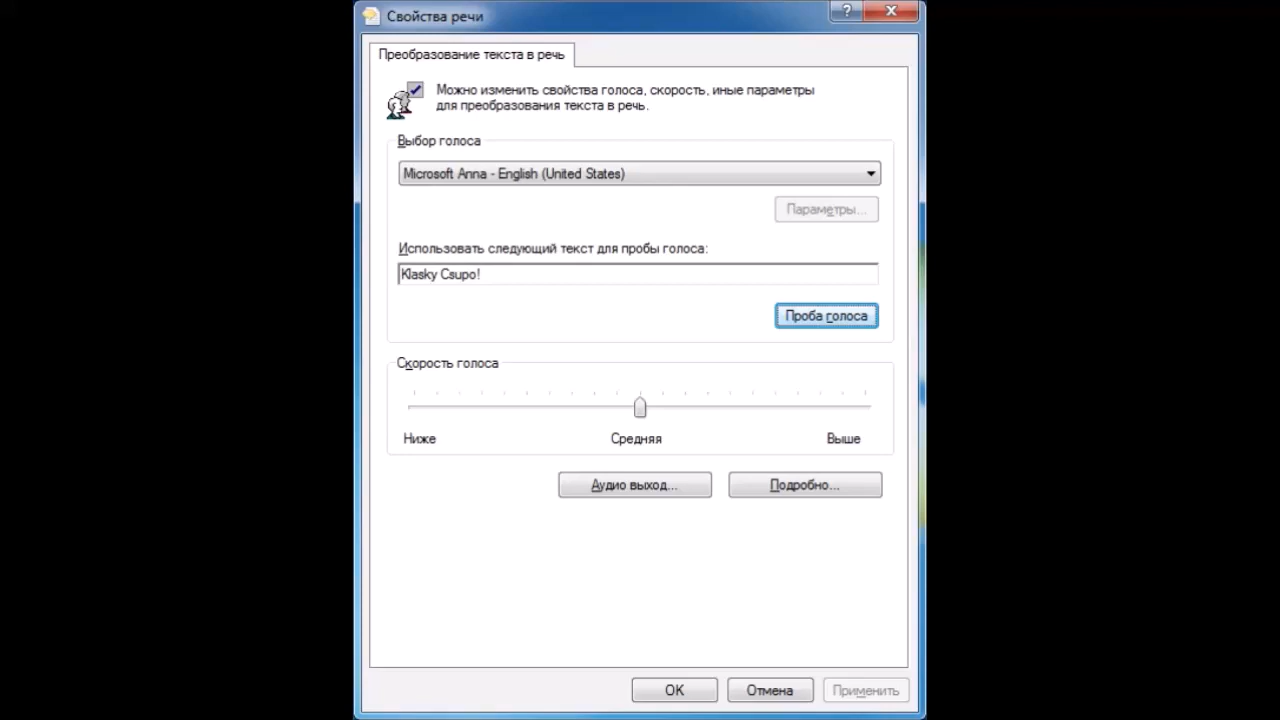 Свойства речи
?
Преобразование текста в речь
Можно изменить свойства голоса, скорость, иные параметры
для преобразования текста в речь.
Выбор голоса
Microsoft Anna - English (United States)
Параметры...
Использовать следующий текст для пробы голоса:
Klasky Csupo!
Проба голоса
Скорость голоса
Ниже Средняя Выше
Аудио выход... Подробно...
OK Отмена Применить